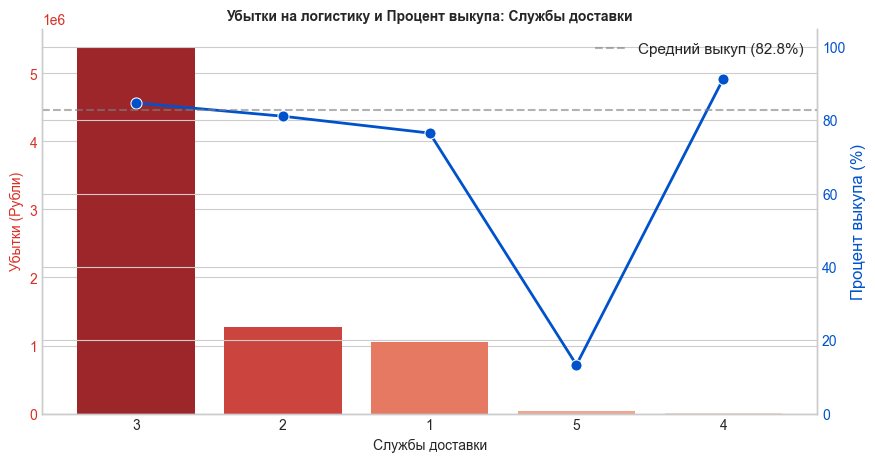 Убытки на логистику и Процент выкупа: Службы доставки
1e6
Средний выкуп (82.8%)
5
4
3
2
1
0
Убытки (Рубли)
100
80
60
40
20
0
Процент выкупа (%)
3 2 1 5 4
Службы доставки